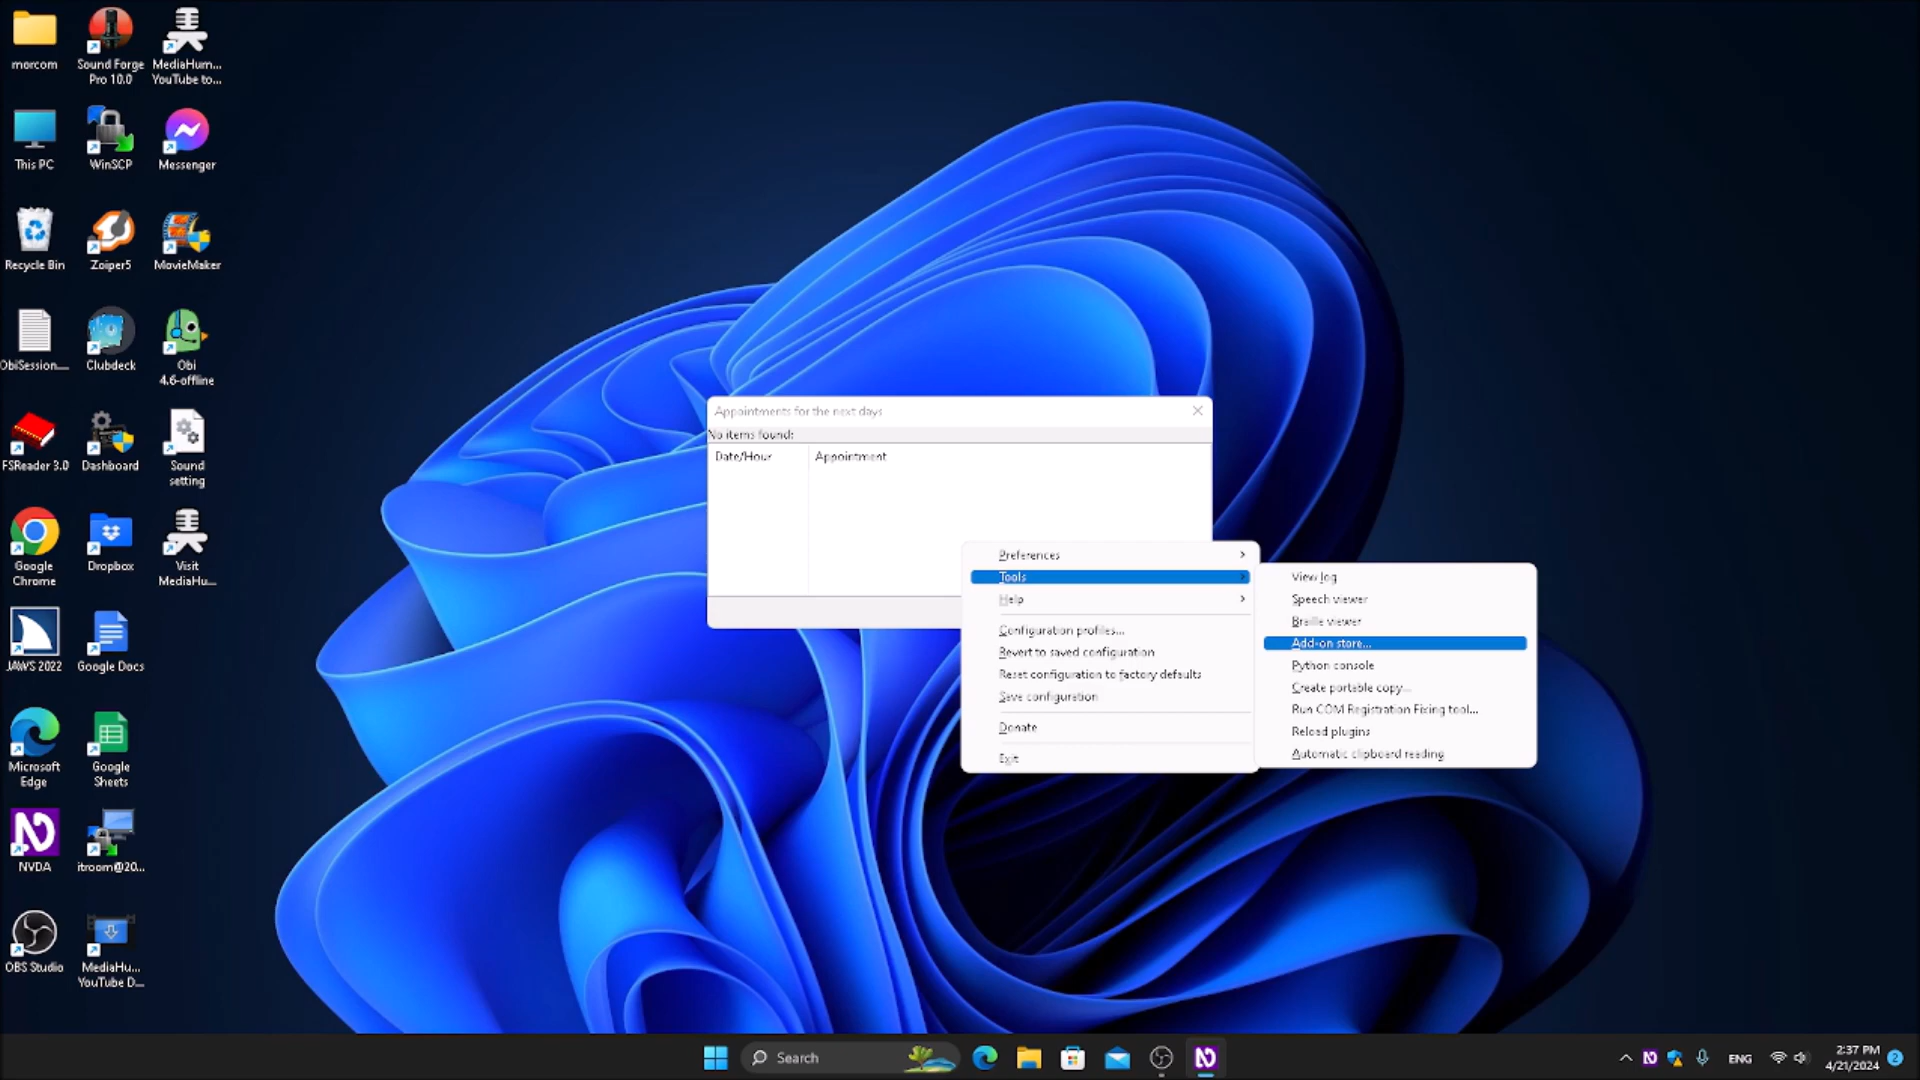 morcom
Sound Forge
Pro 10.0
MediaHum...
YouTube to...
This PC
WinSCP
Messenger
Recycle Bin
Zoiper5
MovieMaker
ObiSession....
Clubdeck
Obi
4.6-offline
FSReader 3.0
Dashboard
Sound
setting
Google
Chrome
Dropbox
Visit
MediaHu...
JAWS 2022
Google Docs
Microsoft
Edge
Google
Sheets
NVDA
itroom@20...
OBS Studio
MediaHu...
YouTube D...
Appointments for the next days
No items found:
Date/Hour
Appointment
Preferences
Tools
Help
Configuration profiles...
Revert to saved configuration
Reset configuration to factory defaults
Save configuration
Donate
Exit
View log
Speech viewer
Braille viewer
Add-on store...
Python console
Create portable copy...
Run COM Registration Fixing tool...
Reload plugins
Automatic clipboard reading
Search
ENG
2:37 PM
4/21/2024
2